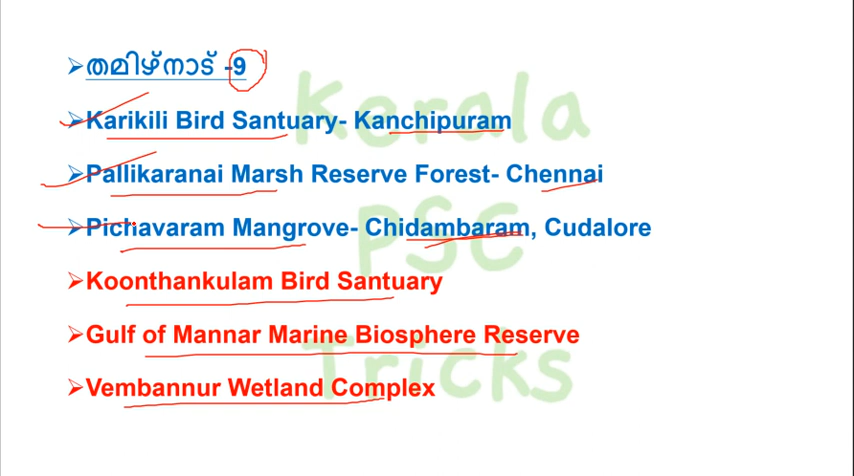 തമിഴ്നാട് -9
Karikili Bird Santuary- Kanchipuram
Pallikaranai Marsh Reserve Forest- Chennai
Pichavaram Mangrove- Chidambaram, Cudalore
Koonthankulam Bird Santuary
Gulf of Mannar Marine Biosphere Reserve
Vembannur Wetland Complex
Kerala
PSC
Tricks